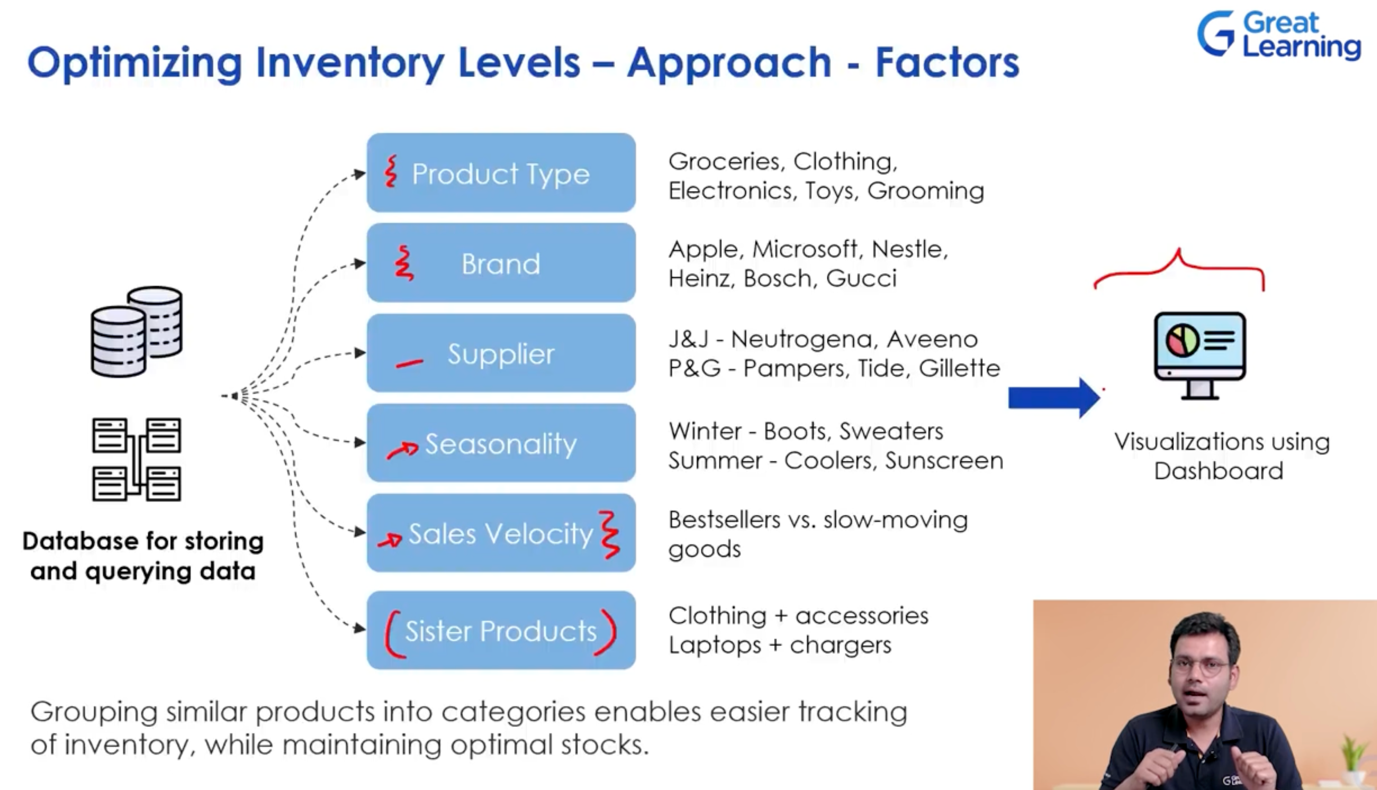 Great
Learning
Optimizing Inventory Levels – Approach - Factors
Product Type
Groceries, Clothing,
Electronics, Toys, Grooming
Brand
Apple, Microsoft, Nestle,
Heinz, Bosch, Gucci
Supplier
J&J - Neutrogena, Aveeno
P&G - Pampers, Tide, Gillette
Seasonality
Winter - Boots, Sweaters
Summer - Coolers, Sunscreen
Sales Velocity
Bestsellers vs. slow-moving
goods
Sister Products
Clothing + accessories
Laptops + chargers
Database for storing
and querying data
Visualizations using
Dashboard
Grouping similar products into categories enables easier tracking
of inventory, while maintaining optimal stocks.